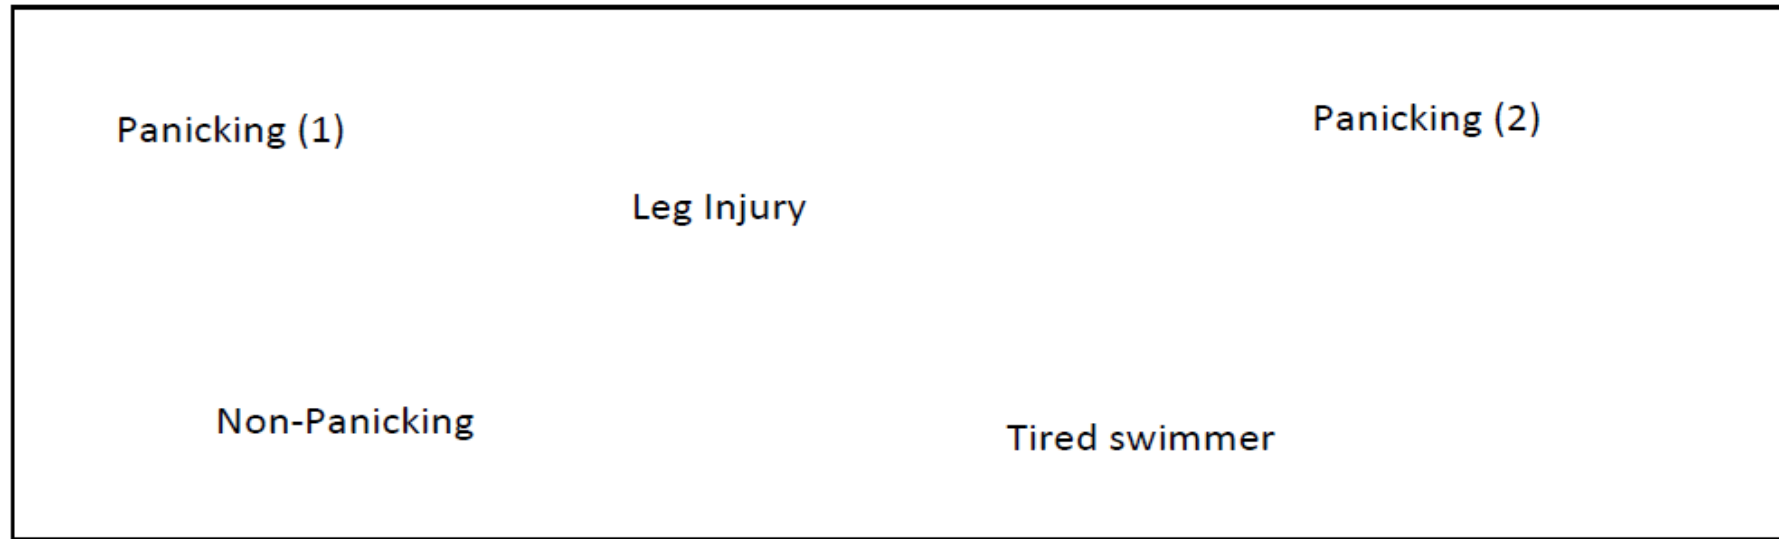 Panicking (1)
Panicking (2)
Leg Injury
Non-Panicking
Tired swimmer